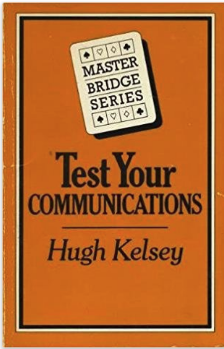 MASTER
BRIDGE
SERIES
Test Your
COMMUNICATIONS
Hugh Kelsey